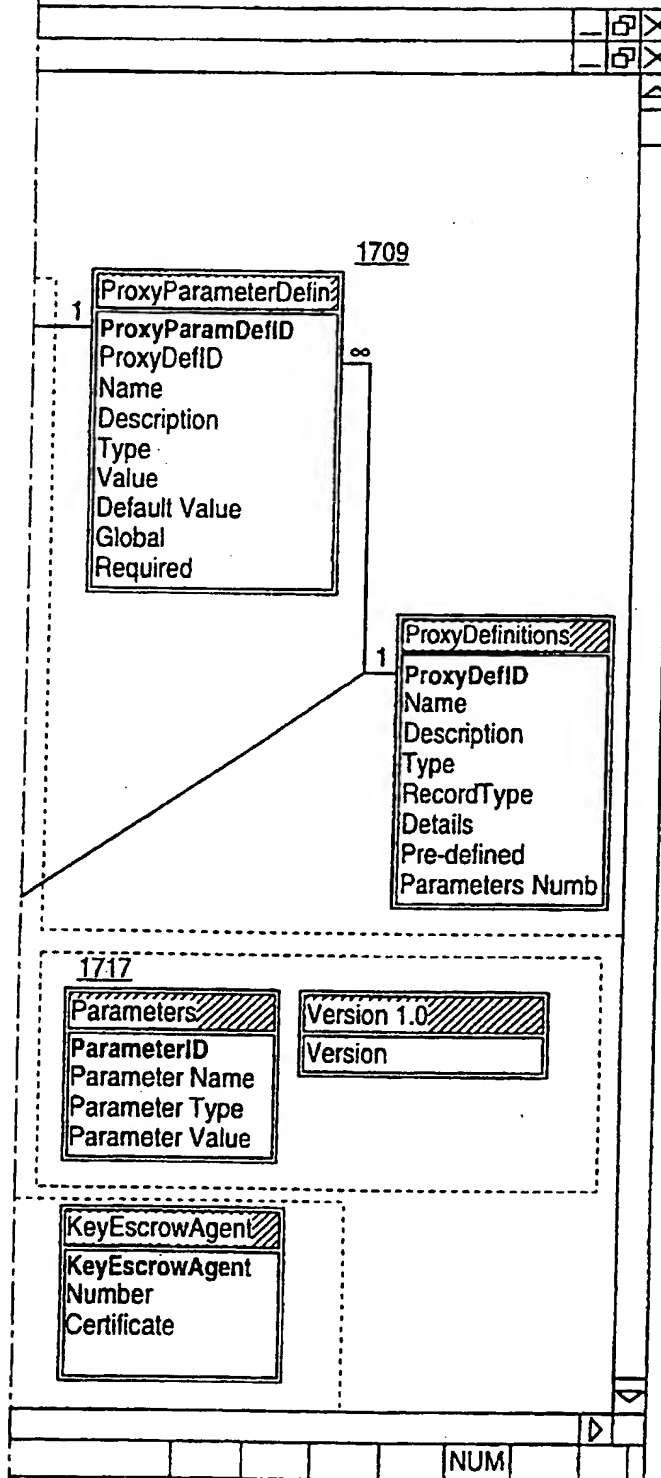 1709
ProxyParameterDefin
1
ProxyParamDefID
∞
ProxyDefID
Name
Description
Type
Value
Default Value
Global
Required
ProxyDefinitions
1
ProxyDefID
Name
Description
Type
RecordType
Details
Pre-defined
Parameters Numb
1717
Parameters
ParameterID
Parameter Name
Parameter Type
Parameter Value
Version 1.0
Version
KeyEscrowAgent
KeyEscrowAgent
Number
Certificate
NUM